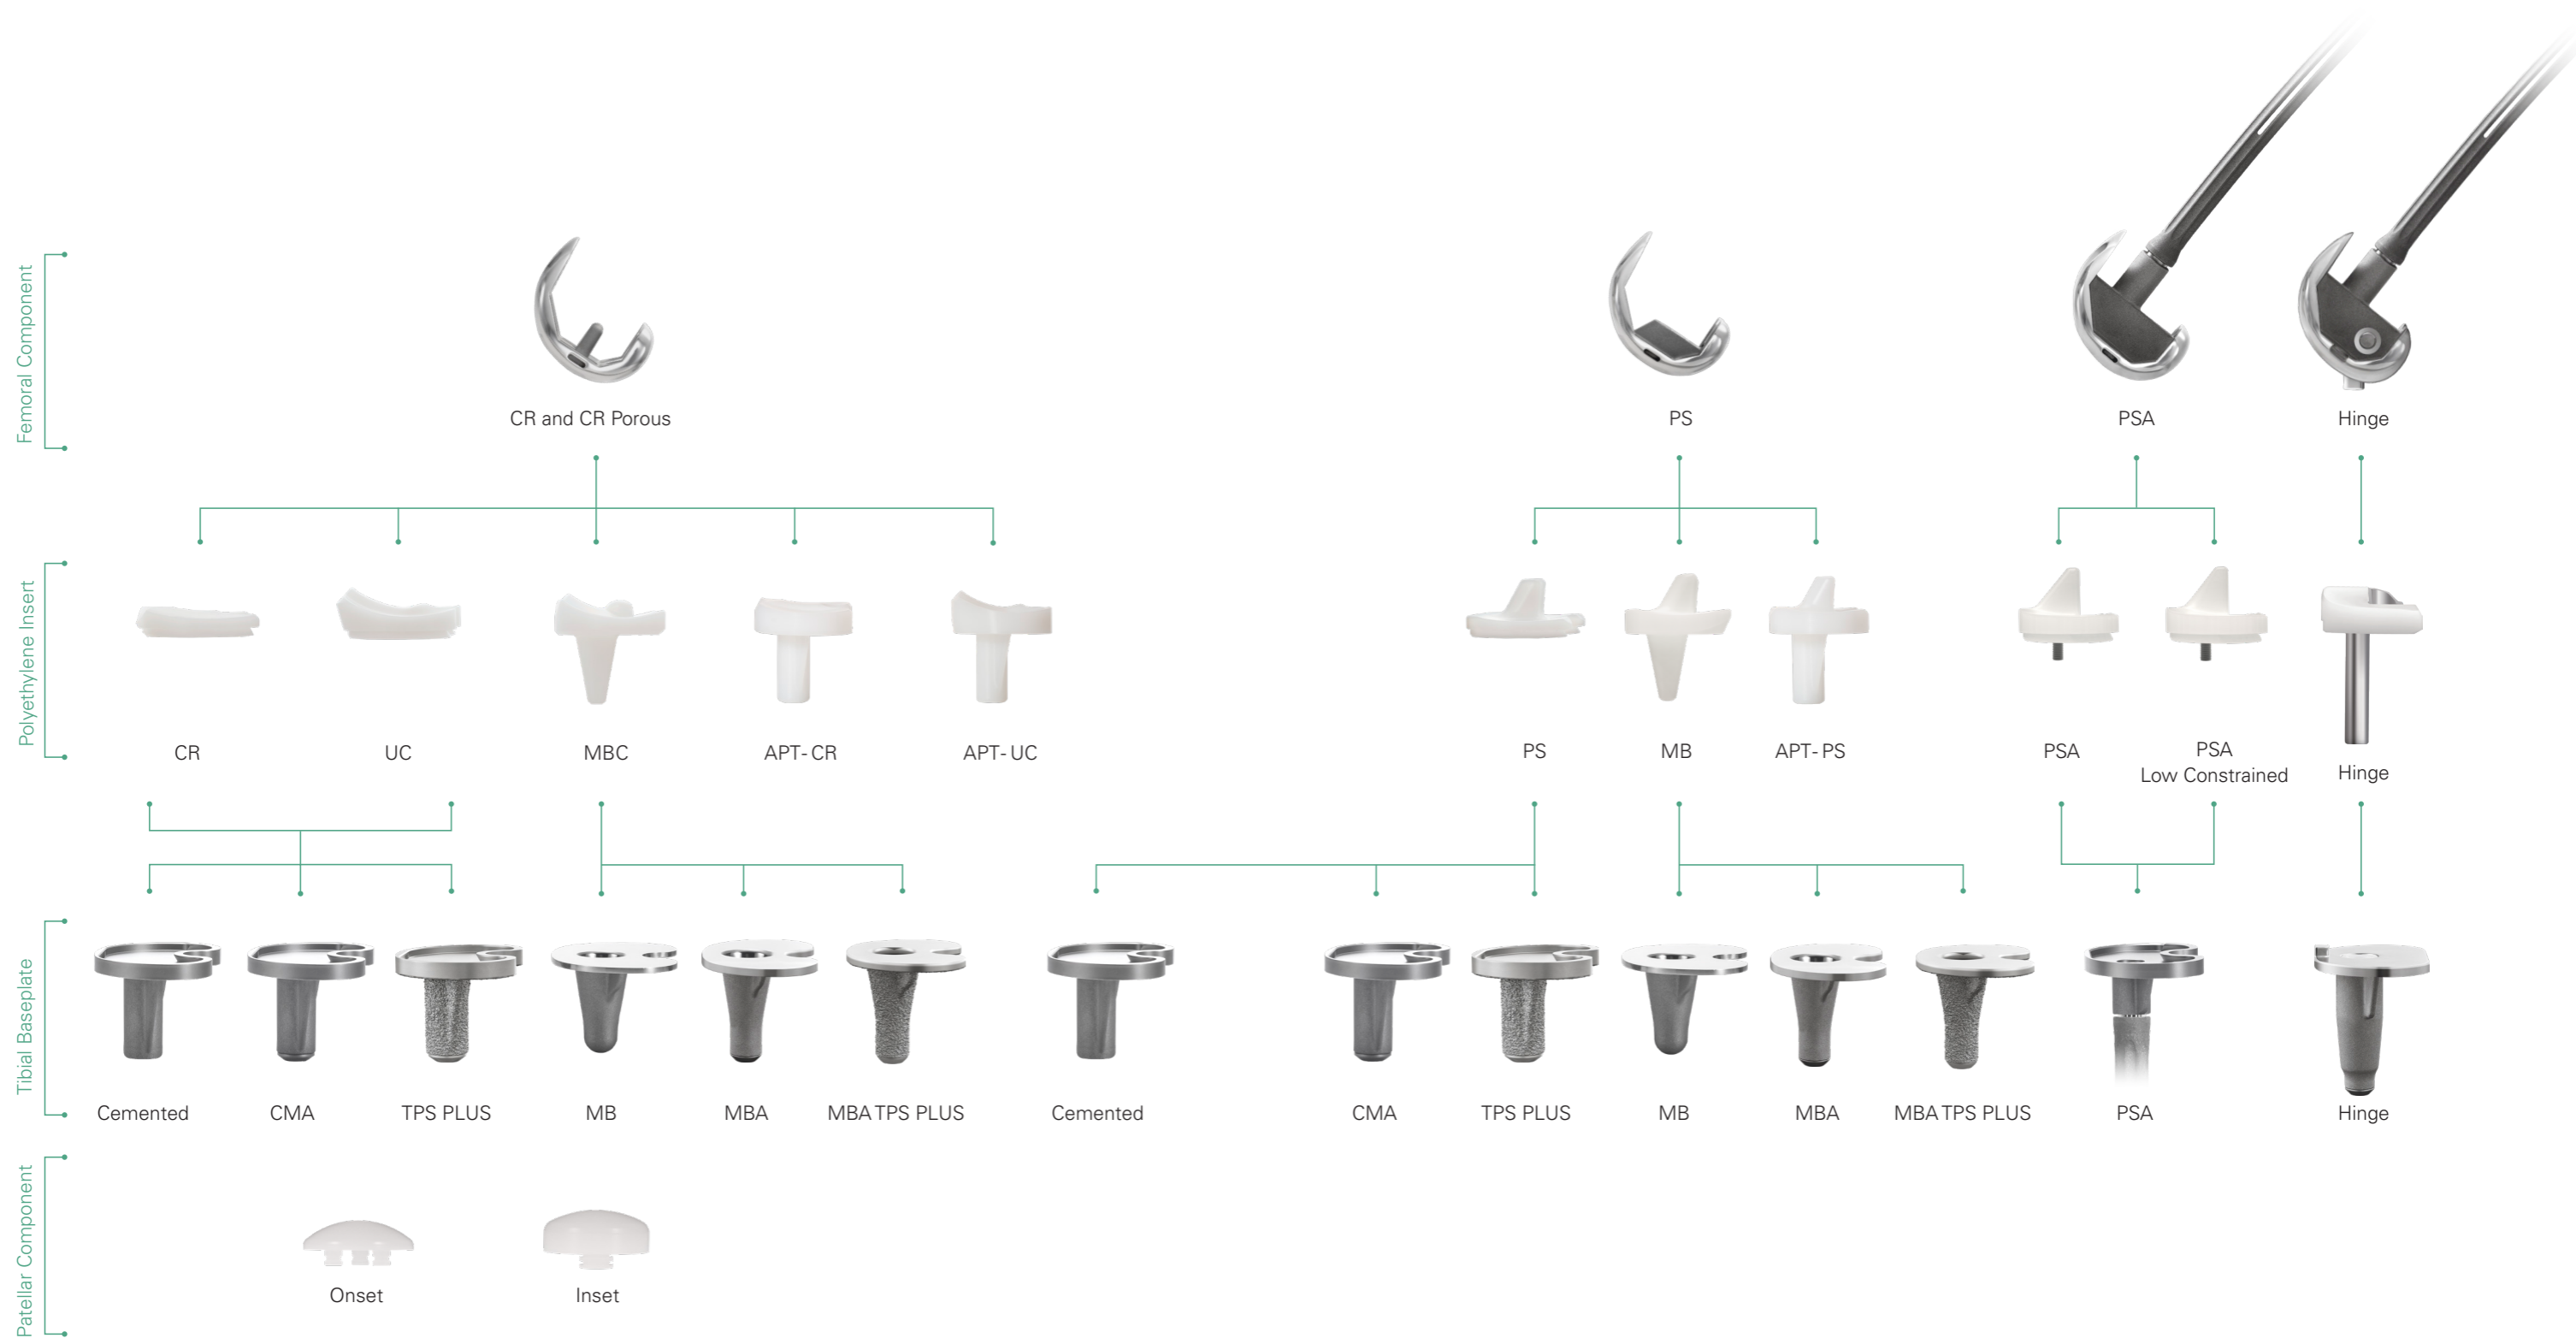 Femoral Component
CR and CR Porous
PS
PSA
Hinge
Polyethylene Insert
CR
UC
MBC
APT-CR
APT-UC
PS
MB
APT-PS
PSA
PSA
Low Constrained
Hinge
Tibial Baseplate
Cemented
CMA
TPS PLUS
MB
MBA
MBA TPS PLUS
Cemented
CMA
TPS PLUS
MB
MBA
MBA TPS PLUS
PSA
Hinge
Patellar Component
Onset
Inset